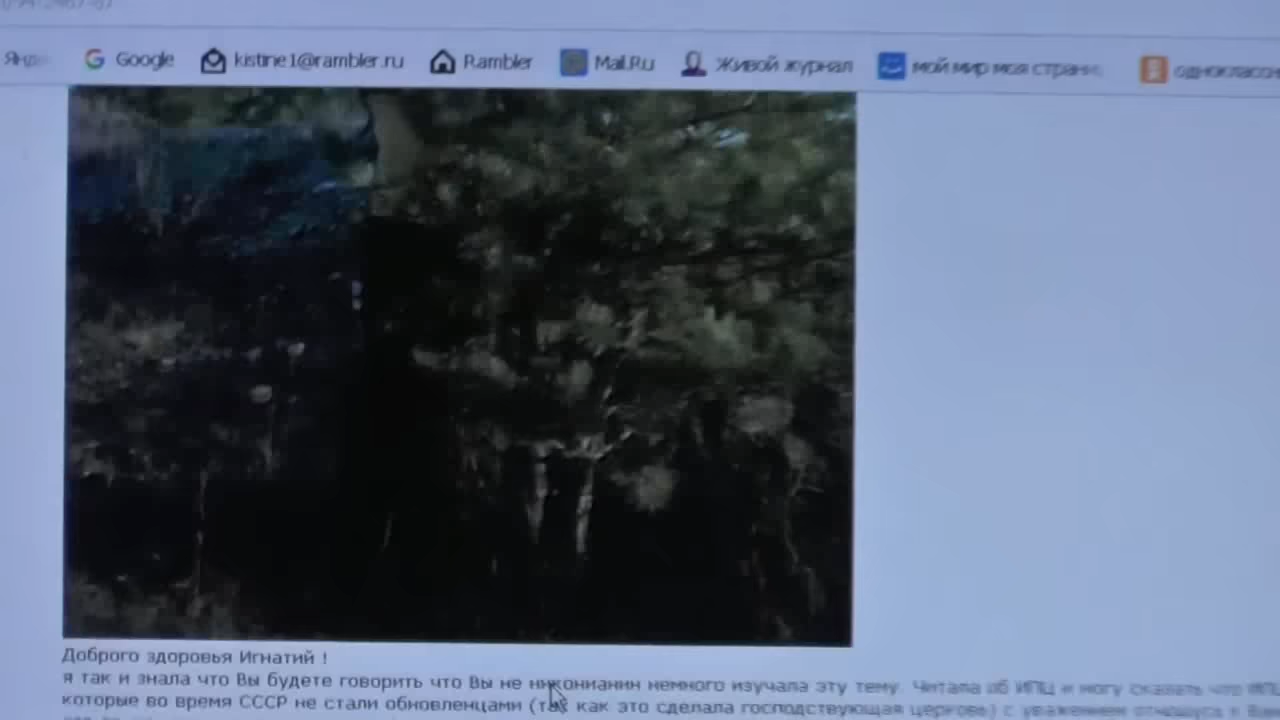 Google kistine1@rambler.ru Rambler Mail.Ru Живой журнал мой мир моя
Доброго здоровья Игнатий !
я так и знала что Вы будете говорить что Вы не никонианин немного изучала эту тему. Читала об ИПЦ и могу сказать что
которые во время СССР не стали обновленцами (так как это сделала господствующая церковь) с уважением отношусь к